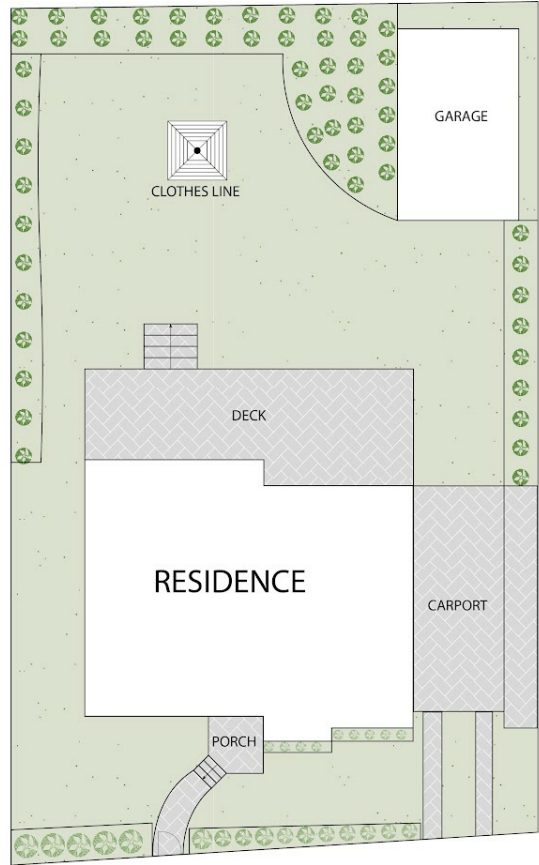 GARAGE
CLOTHES LINE
DECK
RESIDENCE
CARPORT
PORCH